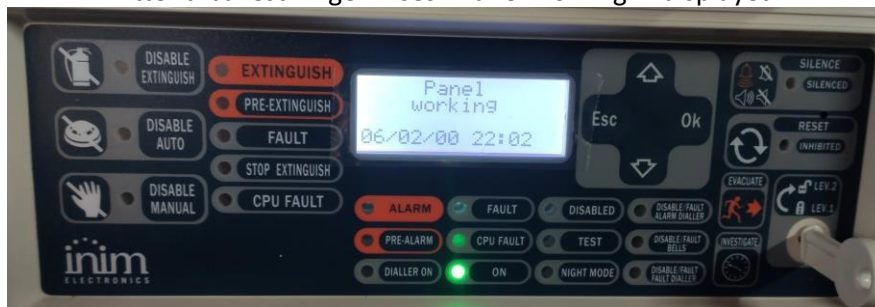 DISABLE
EXTINGUISH
DISABLE
AUTO
DISABLE
MANUAL
inim
ELECTRONICS
EXTINGUISH
PRE-EXTINGUISH
FAULT
STOP EXTINGUISH
CPU FAULT
Panel
working
06/02/00 22:02
Esc
Ok
ALARM
FAULT
DISABLED
DISABLE/FAULT
ALARM DIALLER
PRE-ALARM
CPU FAULT
TEST
DISABLE/FAULT
BELLS
DIALLER ON
ON
NIGHT MODE
DISABLE/FAULT
FAULT DIALLER
SILENCE
SILENCED
RESET
INHIBITED
EVACUATE
INVESTIGATE
LEV.2
LEV.1